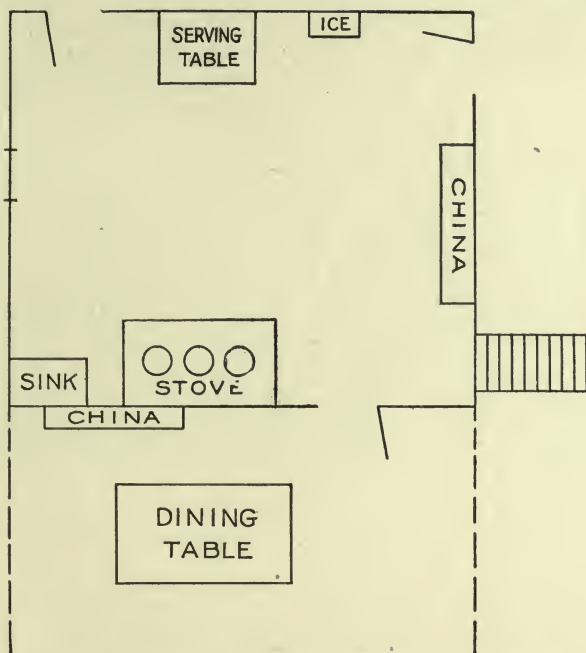 ICE
SERVING
TABLE
CHINA
SINK
STOVE
CHINA
DINING
TABLE